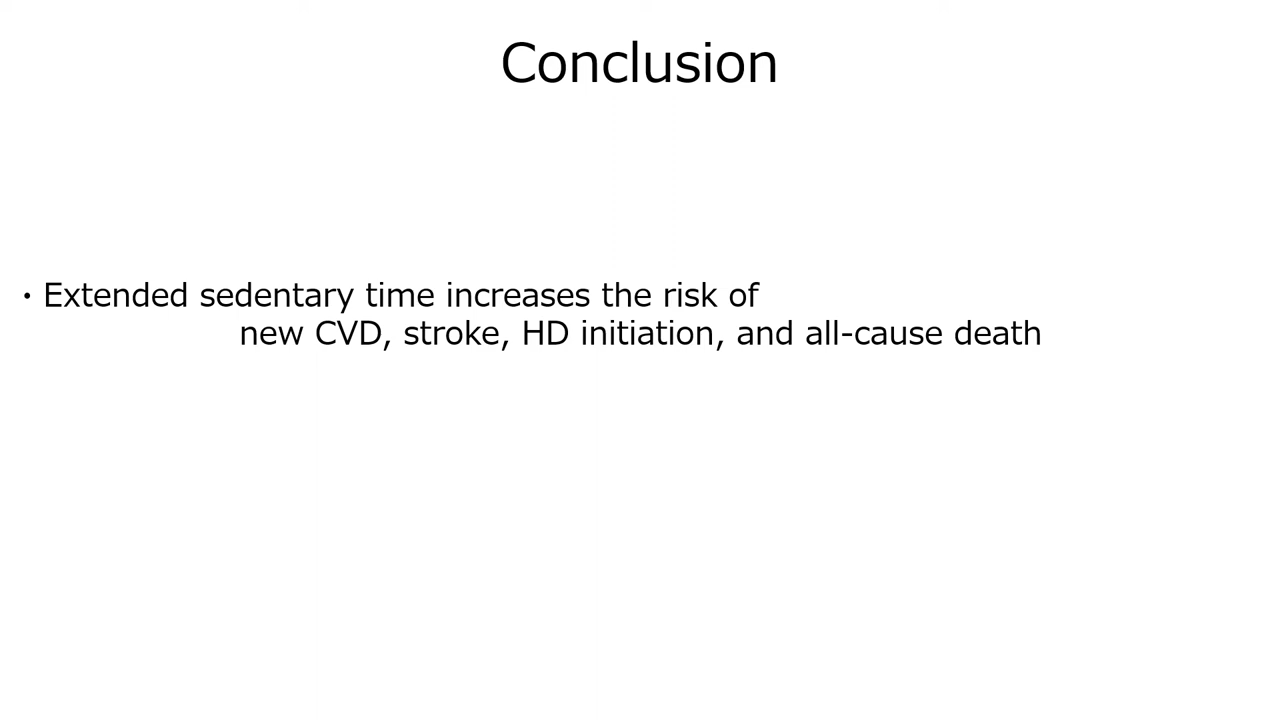 Conclusion
・Extended sedentary time increases the risk of
new CVD, stroke, HD initiation, and all-cause death